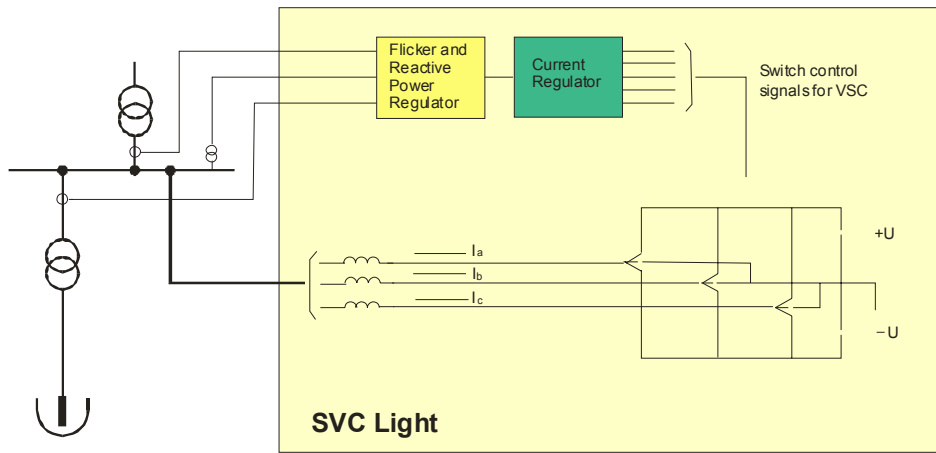 Flicker and
Reactive
Power
Regulator
Current
Regulator
Switch control
signals for VSC
+U
Ia
Ib
Ic
−U
SVC Light